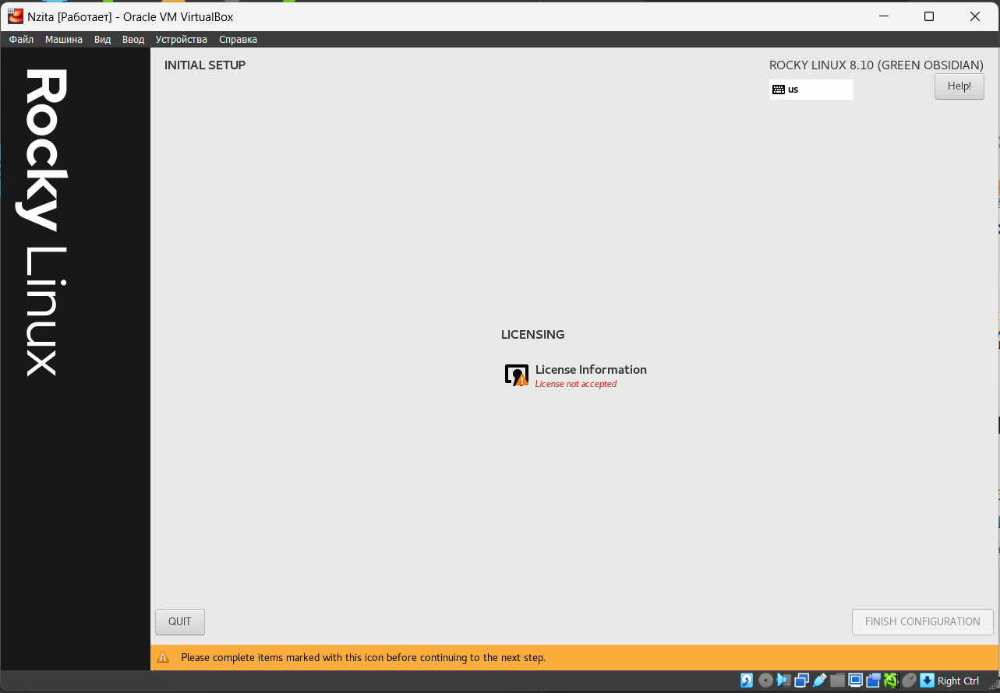 Nzita [Работает] - Oracle VM VirtualBox
Файл Машина Вид Ввод Устройства Справка
Rocky Linux
INITIAL SETUP
ROCKY LINUX 8.10 (GREEN OBSIDIAN)
us
Help!
LICENSING
License Information
License not accepted
QUIT
FINISH CONFIGURATION
Please complete items marked with this icon before continuing to the next step.
Right Ctrl